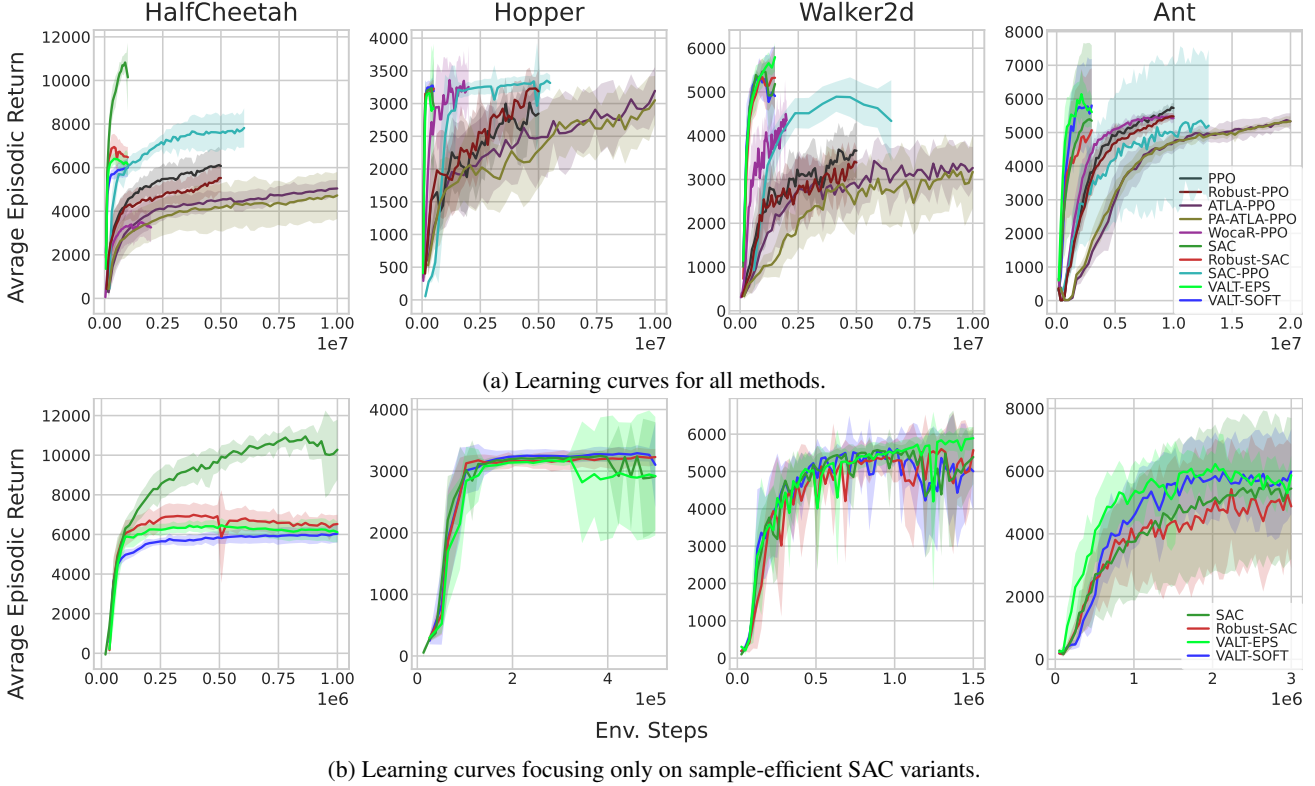 HalfCheetah Hopper Walker2d Ant
Avrage Episodic Return
12000
10000
8000
6000
4000
2000
0
0.00 0.25 0.50 0.75 1.00
1e7
4000
3500
3000
2500
2000
1500
1000
500
0
0.00 0.25 0.50 0.75 1.00
1e7
6000
5000
4000
3000
2000
1000
0
0.00 0.25 0.50 0.75 1.00
1e7
8000
7000
6000
5000
4000
3000
2000
1000
0
0.0 0.5 1.0 1.5 2.0
1e7
PPO
Robust-PPO
ATLA-PPO
PA-ATLA-PPO
WocaR-PPO
SAC
Robust-SAC
SAC-PPO
VALT-EPS
VALT-SOFT
(a) Learning curves for all methods.
Avrage Episodic Return
12000
10000
8000
6000
4000
2000
0
0.00 0.25 0.50 0.75 1.00
1e6
4000
3000
2000
1000
0
0 2 4
1e5
6000
5000
4000
3000
2000
1000
0
0.0 0.5 1.0 1.5
1e6
8000
6000
4000
2000
0
0 1 2 3
1e6
SAC
Robust-SAC
VALT-EPS
VALT-SOFT
Env. Steps
(b) Learning curves focusing only on sample-efficient SAC variants.